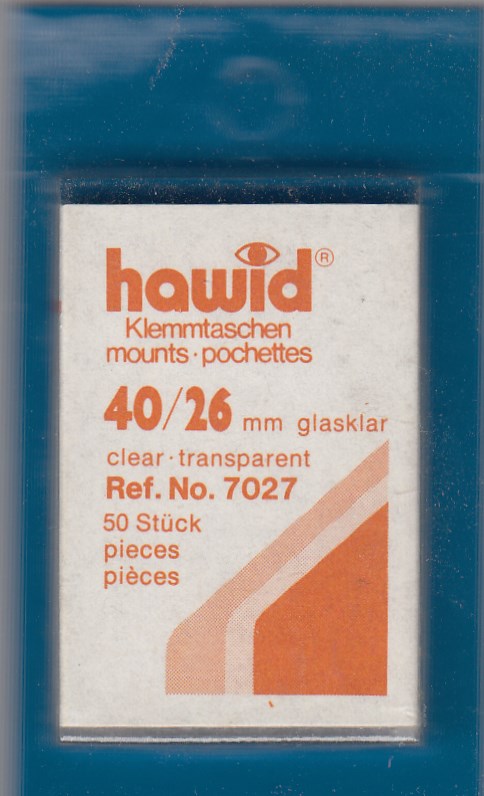 hawid®
Klemmtaschen
mounts · pochettes
40/26 mm glasklar
clear · transparent
Ref. No. 7027
50 Stück
pieces
pièces